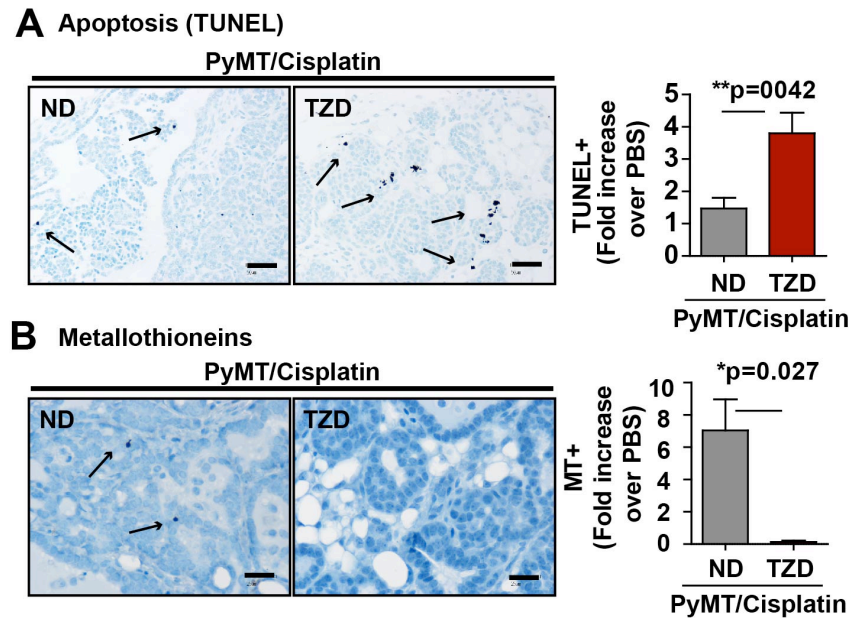 A Apoptosis (TUNEL)
PyMT/Cisplatin
ND
TZD
TUNEL+
(Fold increase
over PBS)
5
4
3
2
1
0
**p=0042
ND TZD
PyMT/Cisplatin
B Metallothioneins
PyMT/Cisplatin
ND
TZD
MT+
(Fold increase
over PBS)
10
8
6
4
2
0
*p=0.027
ND TZD
PyMT/Cisplatin